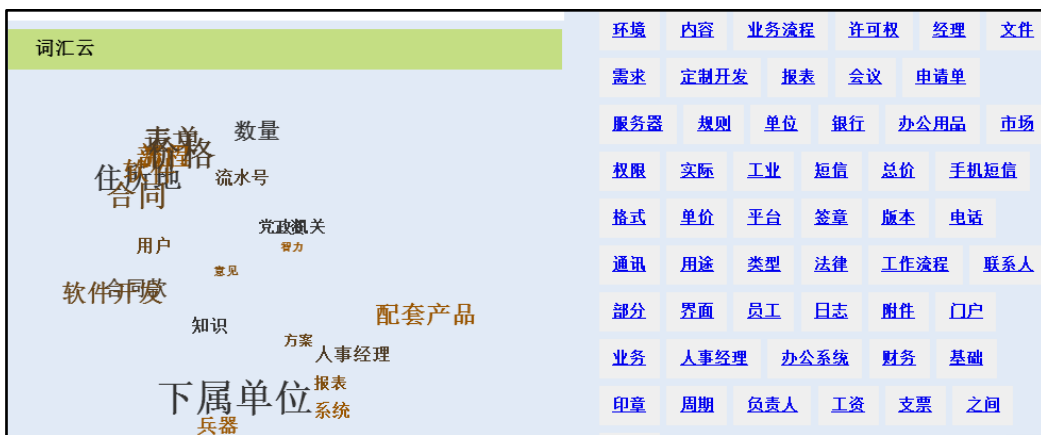 词汇云
数量
住所地
流水号
合同
党政机关
用户
智力
意见
软件开发
合同款
配套产品
知识
方案
人事经理
下属单位
报表
系统
兵器
环境 内容 业务流程 许可权 经理 文件
需求 定制开发 报表 会议 申请单
服务器 规则 单位 银行 办公用品 市场
权限 实际 工业 短信 总价 手机短信
格式 单价 平台 签章 版本 电话
通讯 用途 类型 法律 工作流程 联系人
部分 界面 员工 日志 附件 门户
业务 人事经理 办公系统 财务 基础
印章 周期 负责人 工资 支票 之间